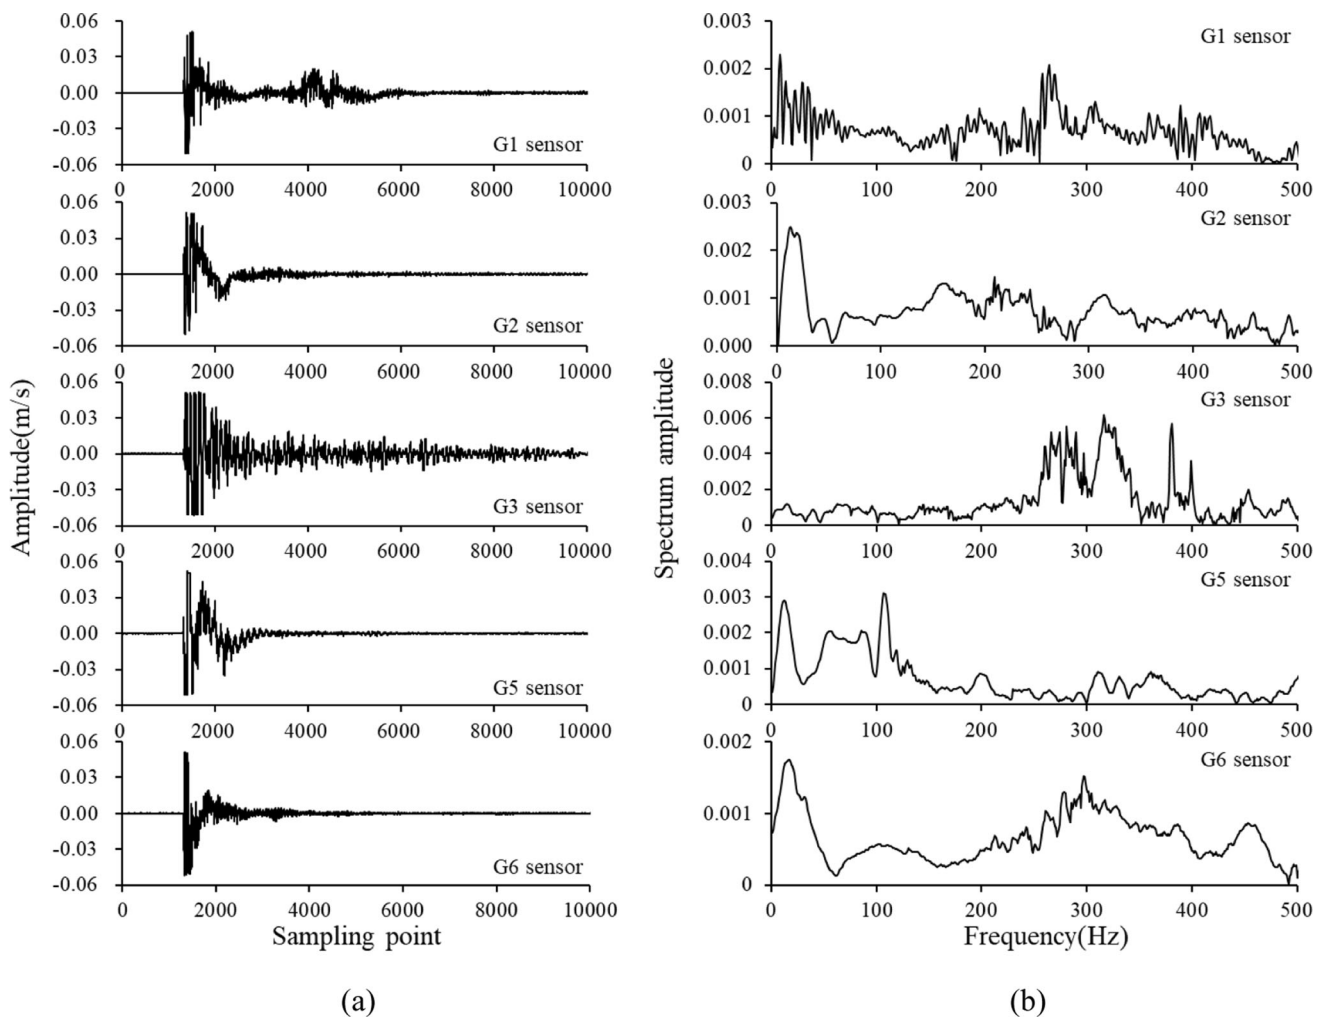 Amplitude(m/s)
0.06
0.03
0.00
-0.03
-0.06
G1 sensor
0 2000 4000 6000 8000 10000
0.06
0.03
0.00
-0.03
-0.06
G2 sensor
0 2000 4000 6000 8000 10000
0.06
0.03
0.00
-0.03
-0.06
G3 sensor
0 2000 4000 6000 8000 10000
0.06
0.03
0.00
-0.03
-0.06
G5 sensor
0 2000 4000 6000 8000 10000
0.06
0.03
0.00
-0.03
-0.06
G6 sensor
0 2000 4000 6000 8000 10000
Sampling point
(a)
Spectrum amplitude
0.003
G1 sensor
0.002
0.001
0
0 100 200 300 400 500
0.003
G2 sensor
0.002
0.001
0.000
0 100 200 300 400 500
0.008
G3 sensor
0.006
0.004
0.002
0
0 100 200 300 400 500
0.004
G5 sensor
0.003
0.002
0.001
0
0 100 200 300 400 500
0.002
G6 sensor
0.001
0
0 100 200 300 400 500
Frequency(Hz)
(b)